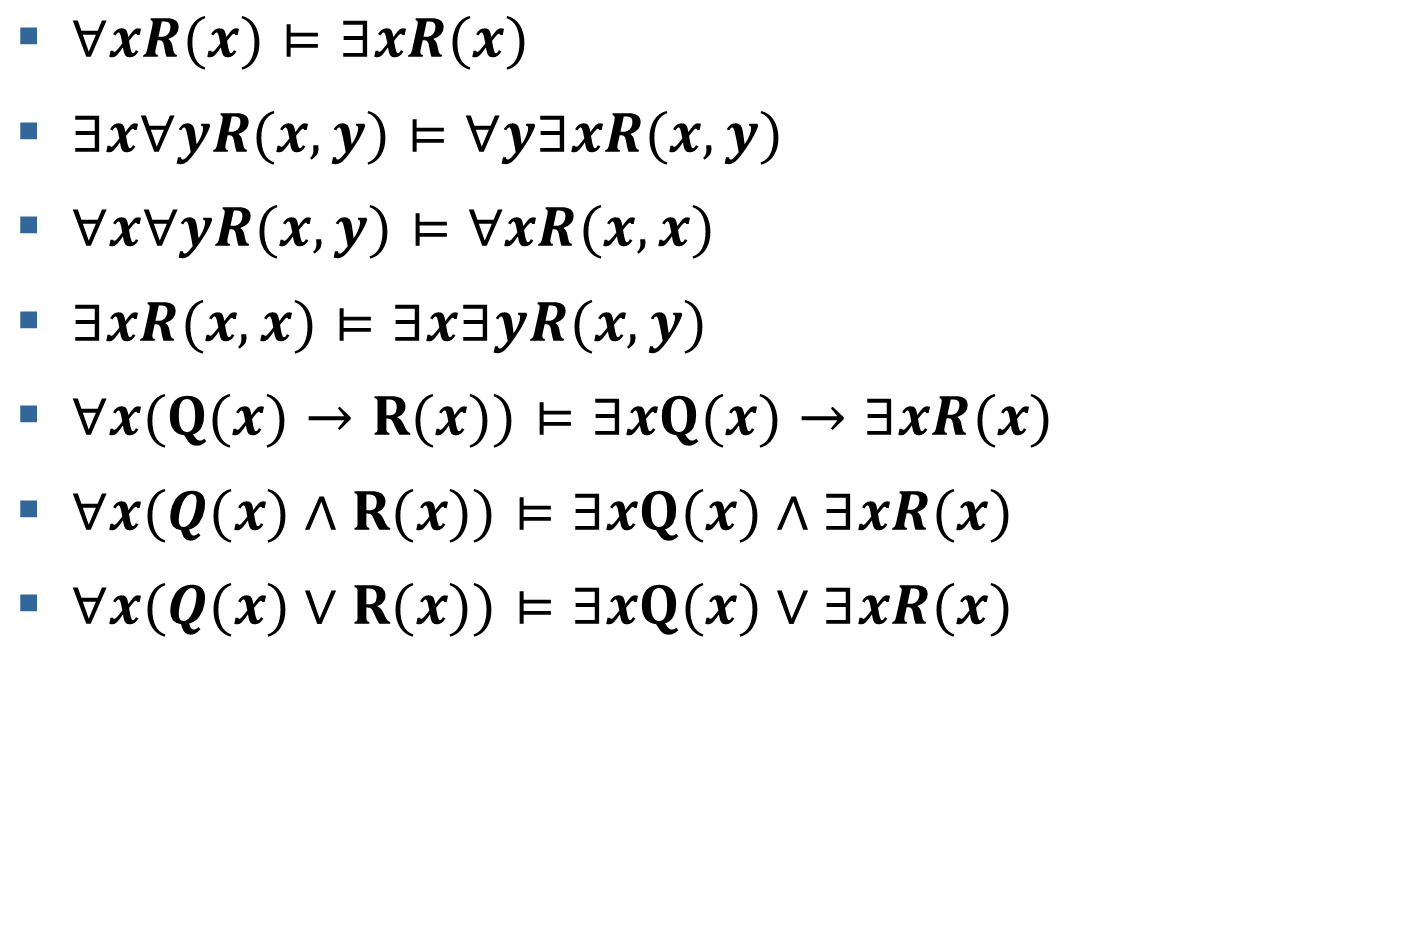 ▪ ∀𝒙𝑹(𝒙) ⊨ ∃𝒙𝑹(𝒙)
▪ ∃𝒙∀𝒚𝑹(𝒙, 𝒚) ⊨ ∀𝒚∃𝒙𝑹(𝒙, 𝒚)
▪ ∀𝒙∀𝒚𝑹(𝒙, 𝒚) ⊨ ∀𝒙𝑹(𝒙, 𝒙)
▪ ∃𝒙𝑹(𝒙, 𝒙) ⊨ ∃𝒙∃𝒚𝑹(𝒙, 𝒚)
▪ ∀𝒙(𝐐(𝒙) → 𝐑(𝒙)) ⊨ ∃𝒙𝐐(𝒙) → ∃𝒙𝑹(𝒙)
▪ ∀𝒙(𝑸(𝒙) ∧ 𝐑(𝒙)) ⊨ ∃𝒙𝐐(𝒙) ∧ ∃𝒙𝑹(𝒙)
▪ ∀𝒙(𝑸(𝒙) ∨ 𝐑(𝒙)) ⊨ ∃𝒙𝐐(𝒙) ∨ ∃𝒙𝑹(𝒙)